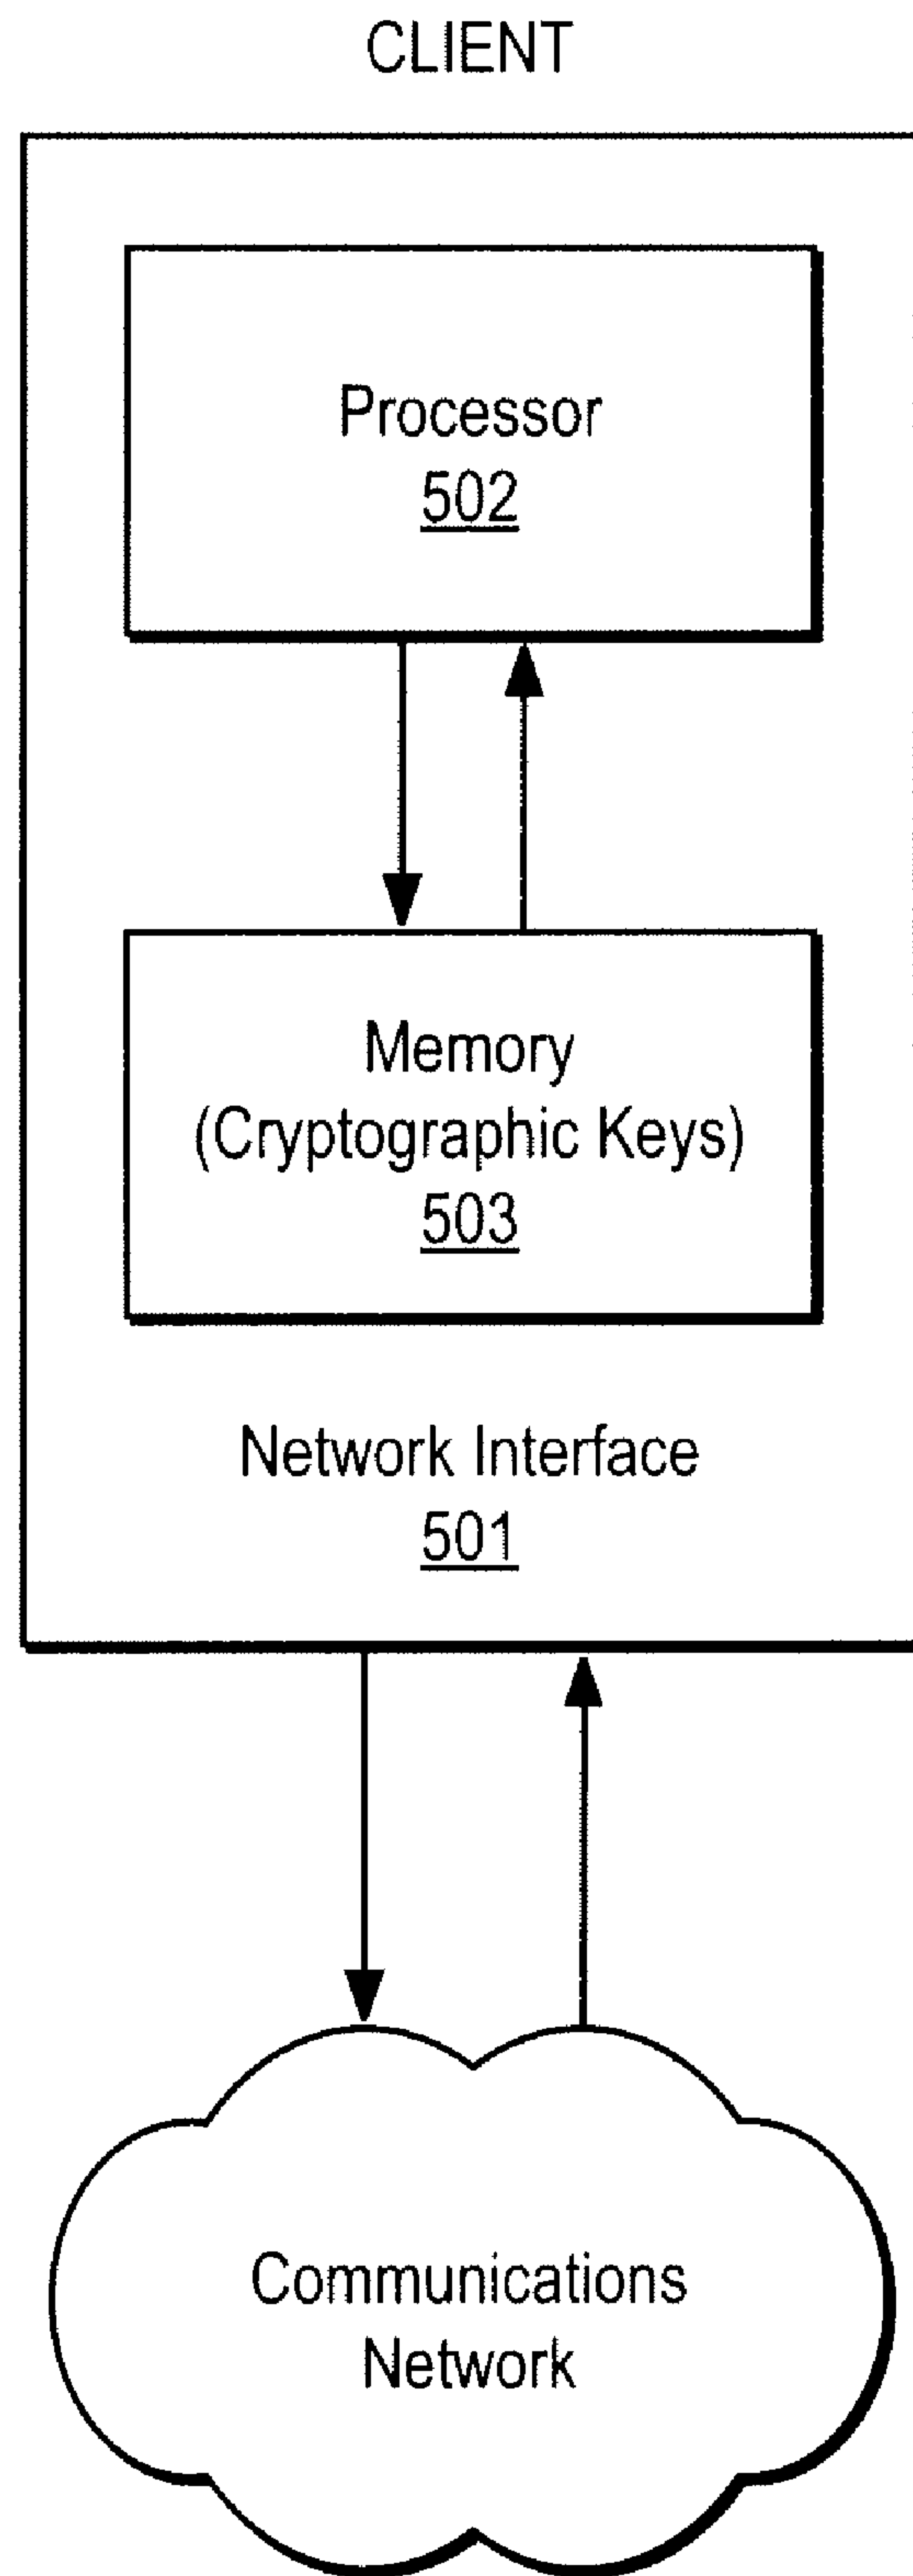 CLIENT
Processor
502
Memory
(Cryptographic Keys)
503
Network Interface
501
Communications
Network